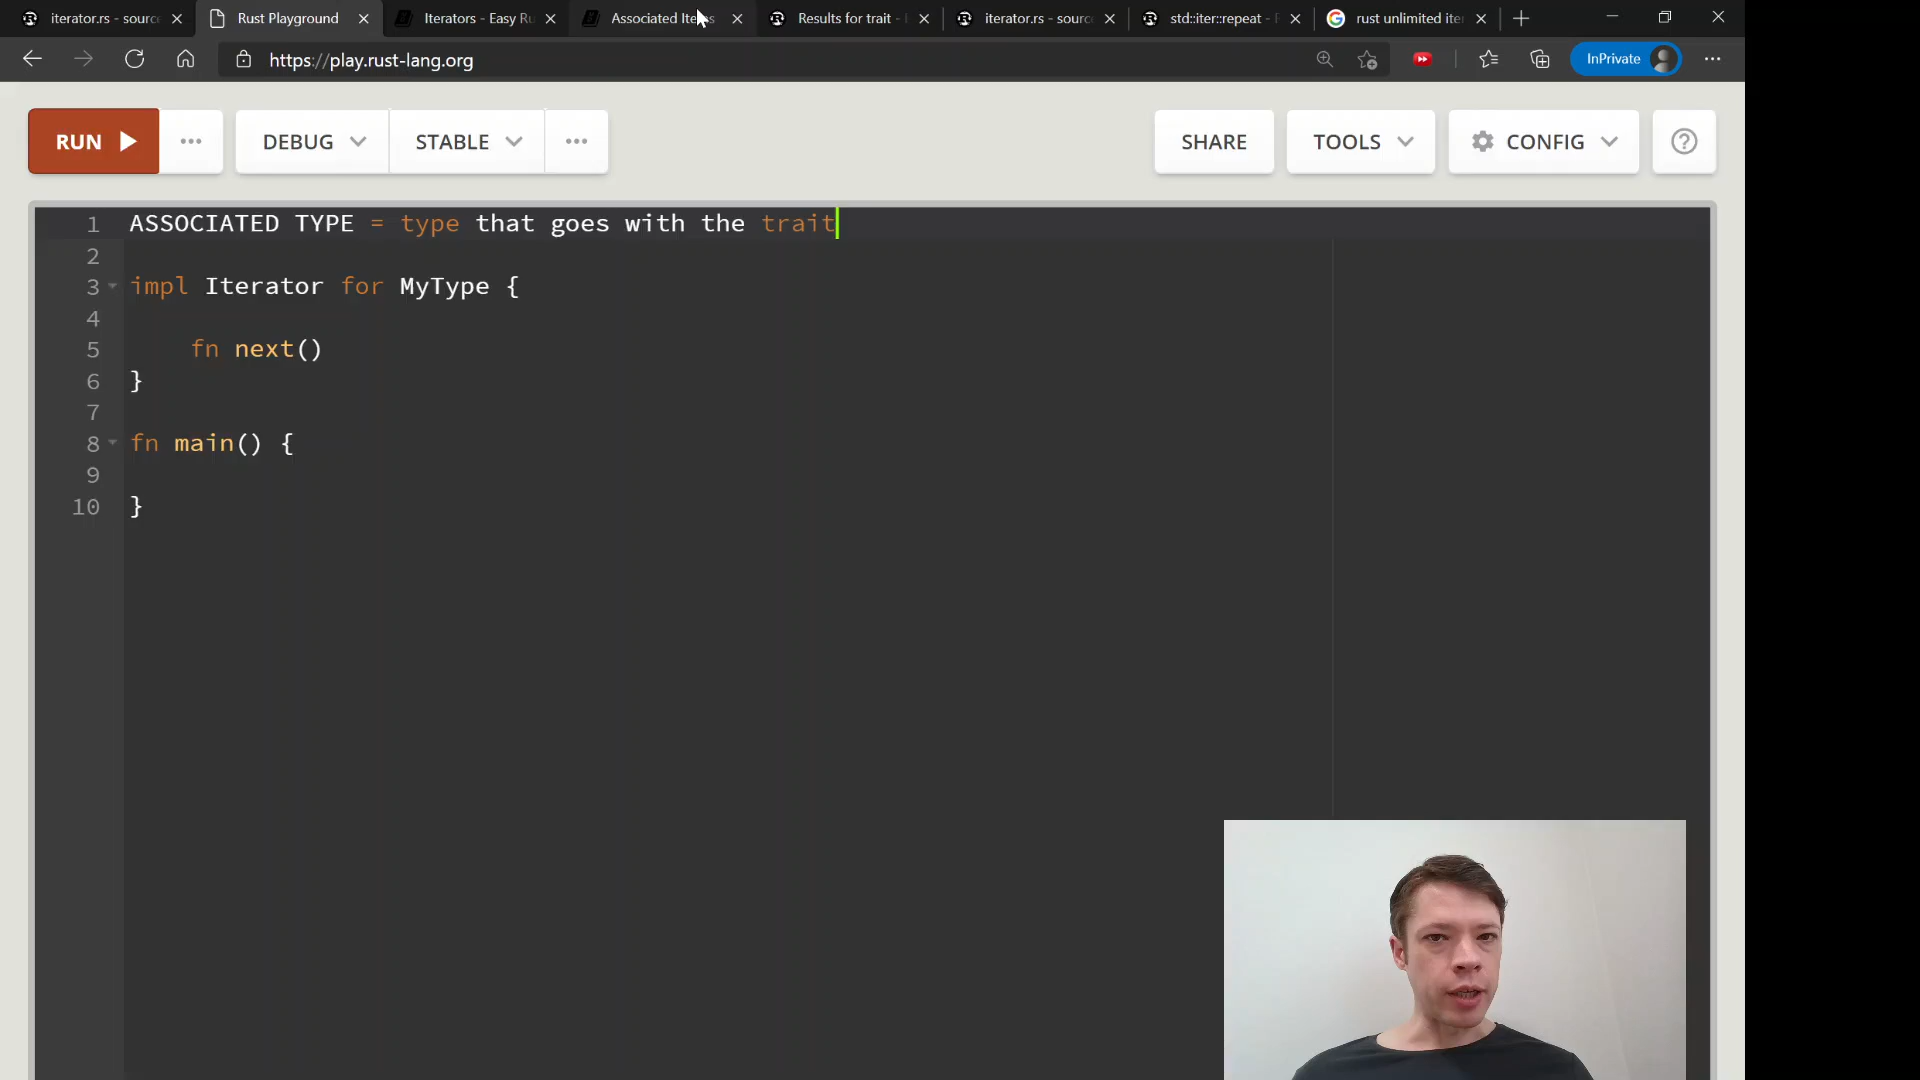 iterator.rs - sourc
Rust Playground
Iterators - Easy Ru
Associated Ite
Results for trait -
iterator.rs - sourc
std::iter::repeat -
rust unlimited ite
https://play.rust-lang.org
InPrivate
RUN
DEBUG
STABLE
SHARE
TOOLS
CONFIG
1 ASSOCIATED TYPE = type that goes with the trait
2
3 impl Iterator for MyType {
4
5 fn next()
6 }
7
8 fn main() {
9
10 }